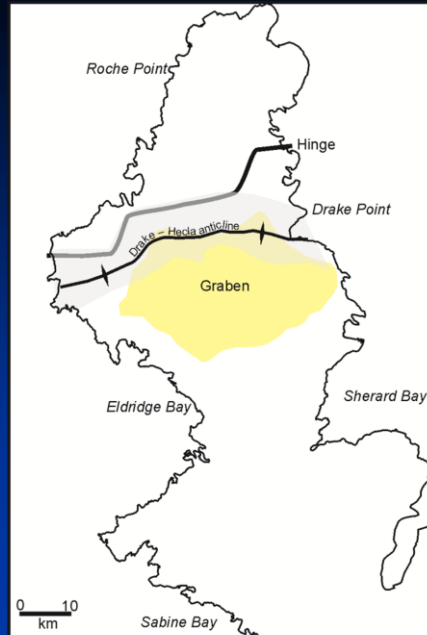 Roche Point
Hinge
Drake Point
Drake – Hecla anticline
Graben
Eldridge Bay
Sherard Bay
0 10
km
Sabine Bay